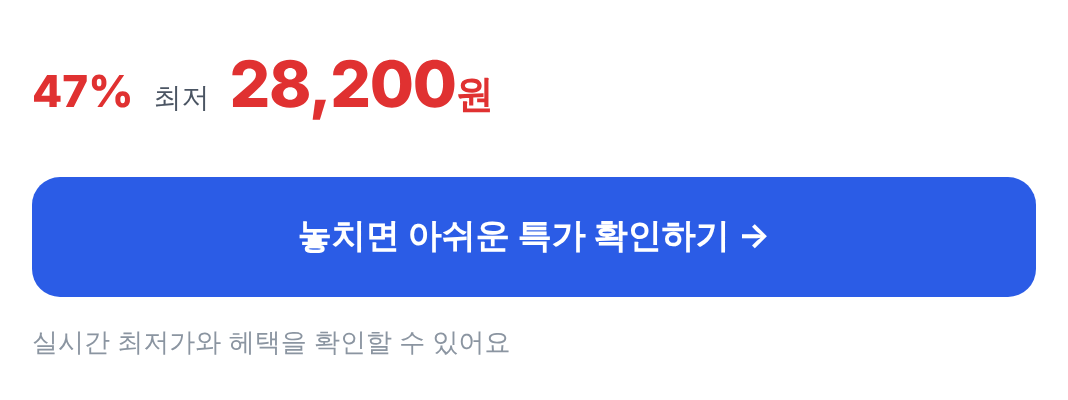 47% 최저 28,200원
놓치면 아쉬운 특가 확인하기 →
실시간 최저가와 헤택을 확인할 수 있어요